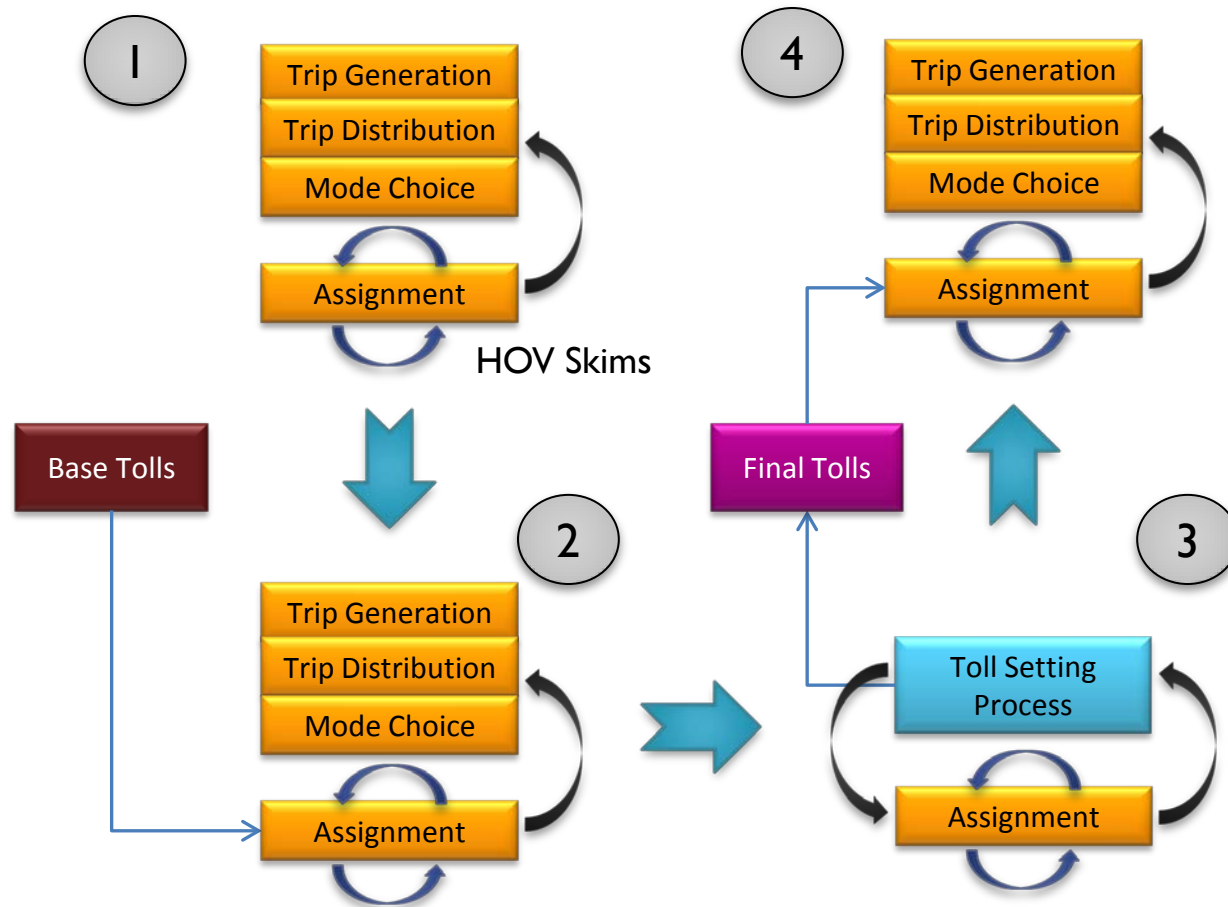 1
Trip Generation
Trip Distribution
Mode Choice
Assignment
HOV Skims
Base Tolls
2
Trip Generation
Trip Distribution
Mode Choice
Assignment
3
Toll Setting
Process
Assignment
Final Tolls
4
Trip Generation
Trip Distribution
Mode Choice
Assignment